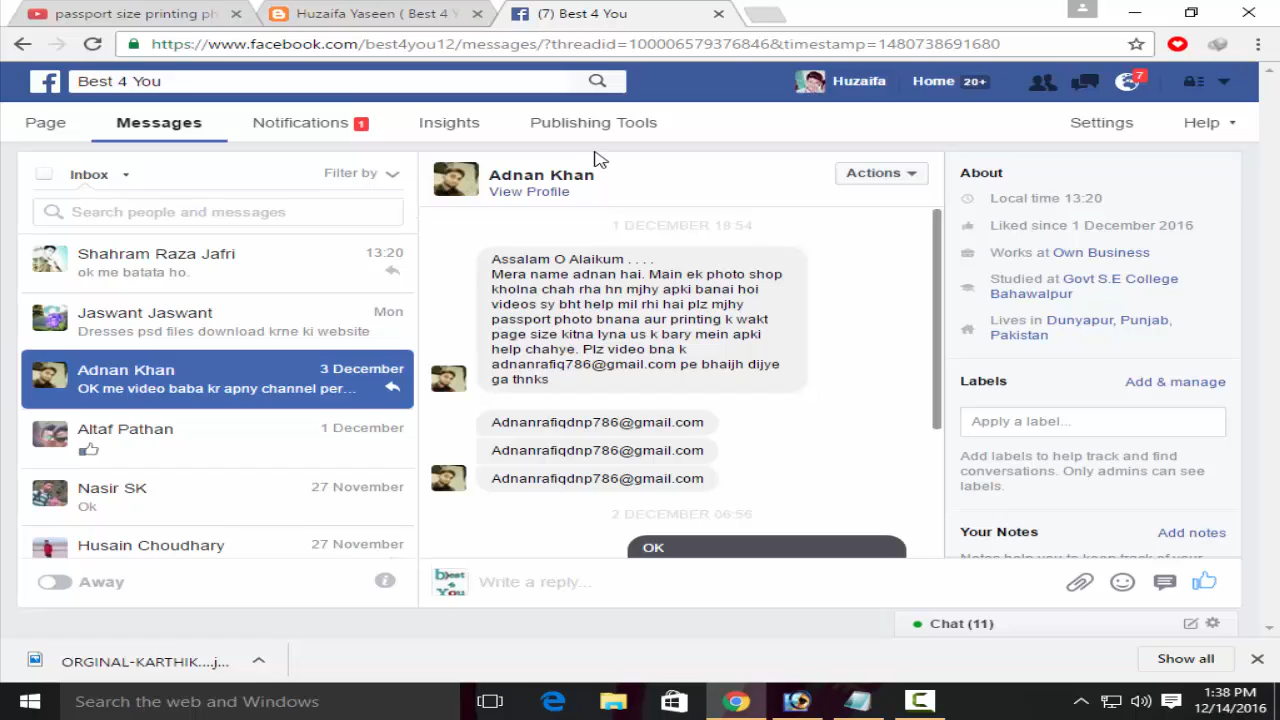 passport size printing ph
Huzaifa Yaseen ( Best 4 Y
(7) Best 4 You
https://www.facebook.com/best4you12/messages/?threadid=100006579376846&timestamp=1480738691680
Best 4 You
Huzaifa
Home 20+
7
Page
Messages
Notifications 1
Insights
Publishing Tools
Settings
Help
Inbox
Filter by
Search people and messages
Shahram Raza Jafri 13:20
ok me batata ho.
Jaswant Jaswant Mon
Dresses psd files download krne ki website
Adnan Khan 3 December
OK me video baba kr apny channel per...
Altaf Pathan 1 December
Nasir SK 27 November
Ok
Husain Choudhary 27 November
Away
Adnan Khan
View Profile
Actions
1 DECEMBER 18:54
Assalam O Alaikum . . . .
Mera name adnan hai. Main ek photo shop
kholna chah rha hn mjhy apki banai hoi
videos sy bht help mil rhi hai plz mjhy
passport photo bnana aur printing k wakt
page size kitna lyna us k bary mein apki
help chahye. Plz video bna k
adnanrafiq786@gmail.com pe bhaijh dijye
ga thnks
Adnanrafiqdnp786@gmail.com
Adnanrafiqdnp786@gmail.com
Adnanrafiqdnp786@gmail.com
2 DECEMBER 06:56
OK
Best
4
You
Write a reply...
About
Local time 13:20
Liked since 1 December 2016
Works at Own Business
Studied at Govt S.E College
Bahawalpur
Lives in Dunyapur, Punjab,
Pakistan
Labels
Add & manage
Apply a label...
Add labels to help track and find
conversations. Only admins can see
labels.
Your Notes
Add notes
Chat (11)
ORGINAL-KARTHIK....j...
Show all
Search the web and Windows
1:38 PM
12/14/2016